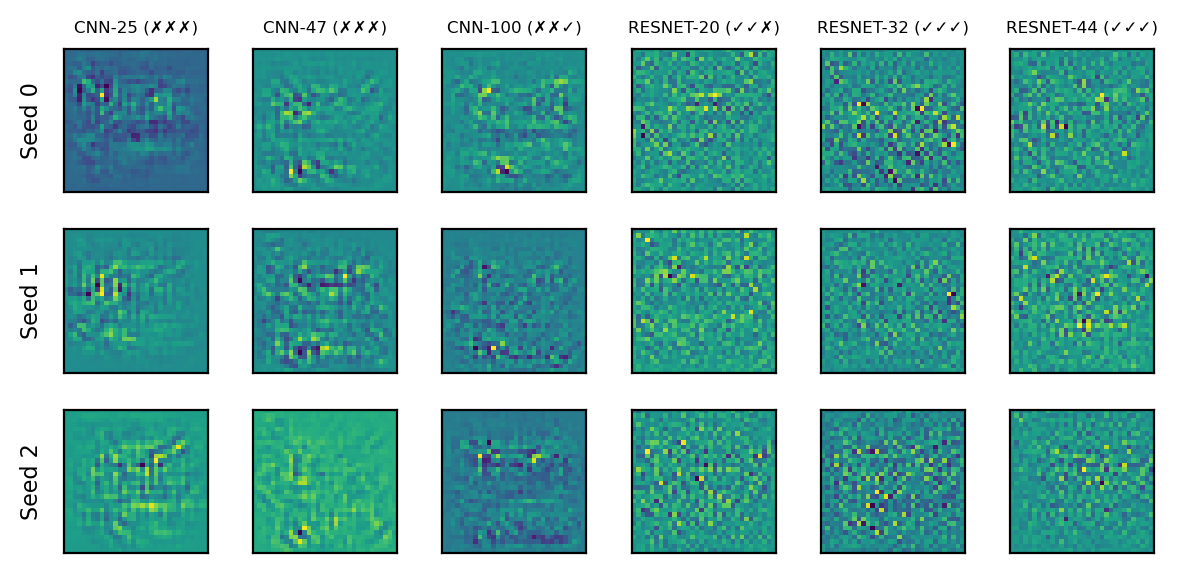 CNN-25 (✗✗✗) CNN-47 (✗✗✗) CNN-100 (✗✗✓) RESNET-20 (✓✓✗) RESNET-32 (✓✓✓) RESNET-44 (✓✓✓)
Seed 0
Seed 1
Seed 2